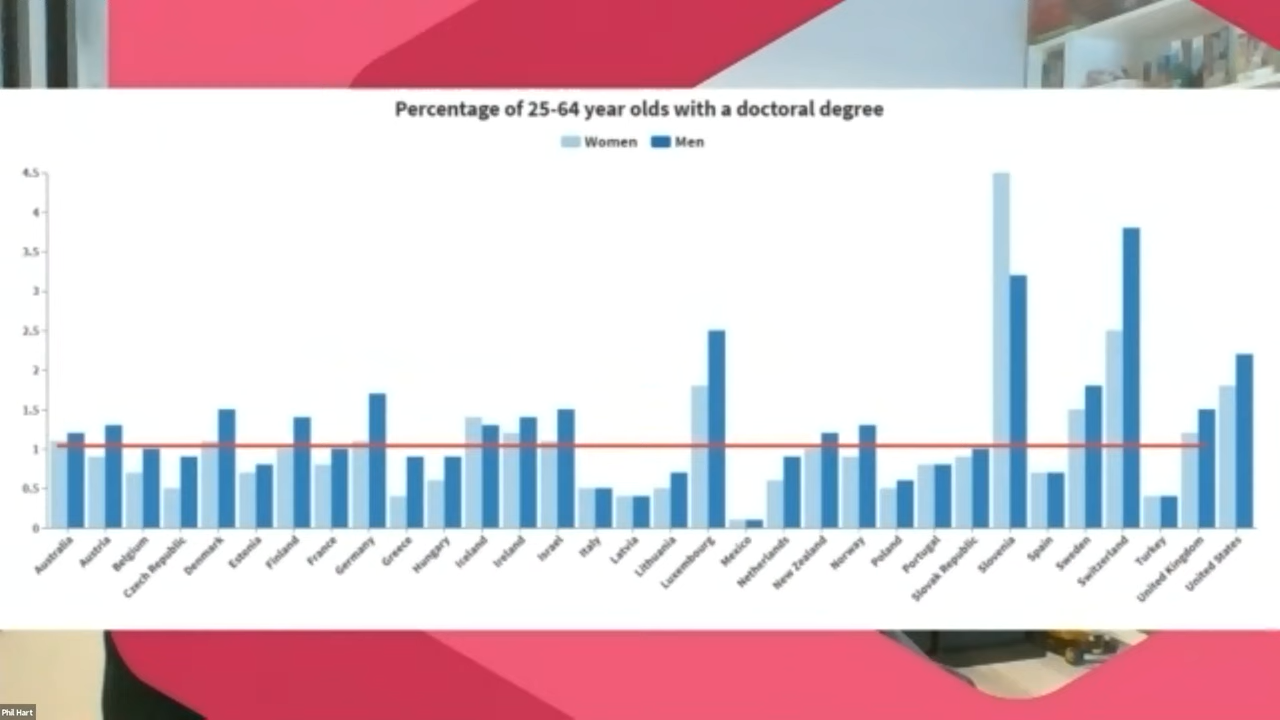 Percentage of 25-64 year olds with a doctoral degree
Women Men
4.5
4
3.5
3
2.5
2
1.5
1
0.5
0
Australia
Austria
Belgium
Czech Republic
Denmark
Estonia
Finland
France
Germany
Greece
Hungary
Iceland
Ireland
Israel
Italy
Latvia
Lithuania
Luxembourg
Mexico
Netherlands
New Zealand
Norway
Poland
Portugal
Slovak Republic
Slovenia
Spain
Sweden
Switzerland
Turkey
United Kingdom
United States
Phil Hart